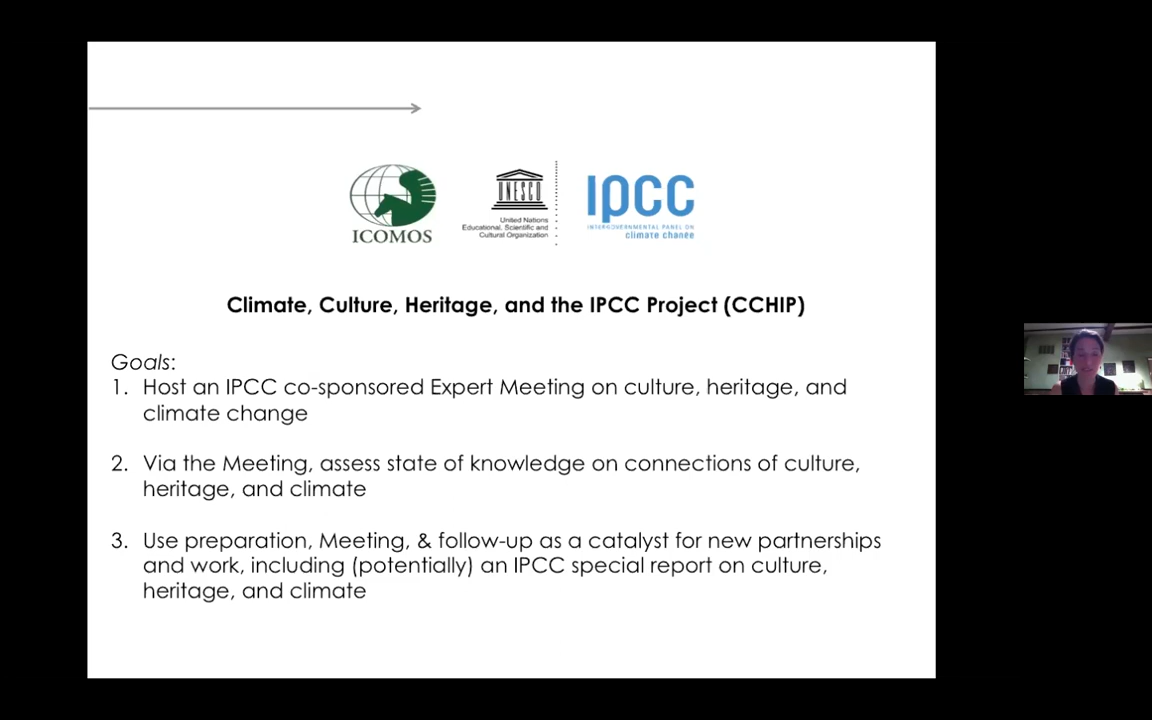 ICOMOS
UNESCO
United Nations
Educational, Scientific and
Cultural Organization
ipcc
INTERGOVERNMENTAL PANEL ON
climate change
Climate, Culture, Heritage, and the IPCC Project (CCHIP)
Goals:
1. Host an IPCC co-sponsored Expert Meeting on culture, heritage, and
climate change
2. Via the Meeting, assess state of knowledge on connections of culture,
heritage, and climate
3. Use preparation, Meeting, & follow-up as a catalyst for new partnerships
and work, including (potentially) an IPCC special report on culture,
heritage, and climate